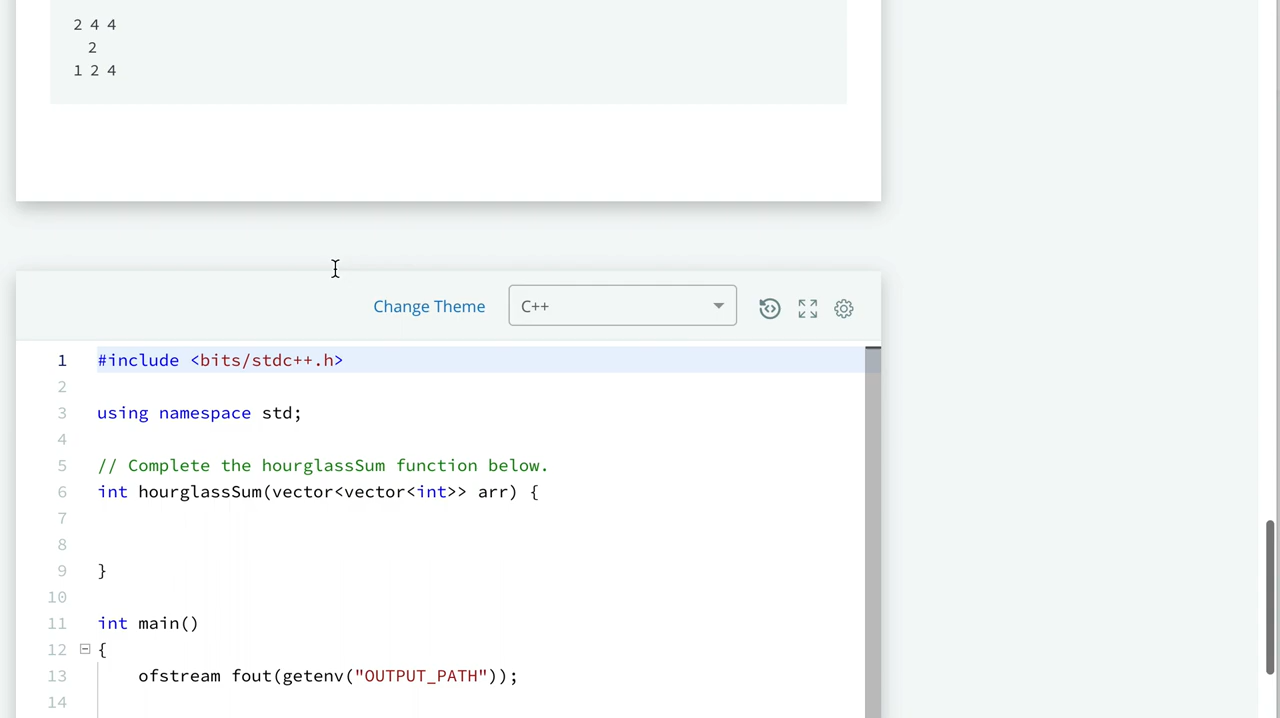 2 4 4
2
1 2 4
Change Theme
C++
1 #include <bits/stdc++.h>
2
3 using namespace std;
4
5 // Complete the hourglassSum function below.
6 int hourglassSum(vector<vector<int>> arr) {
7
8
9 }
10
11 int main()
12 {
13 ofstream fout(getenv("OUTPUT_PATH"));
14